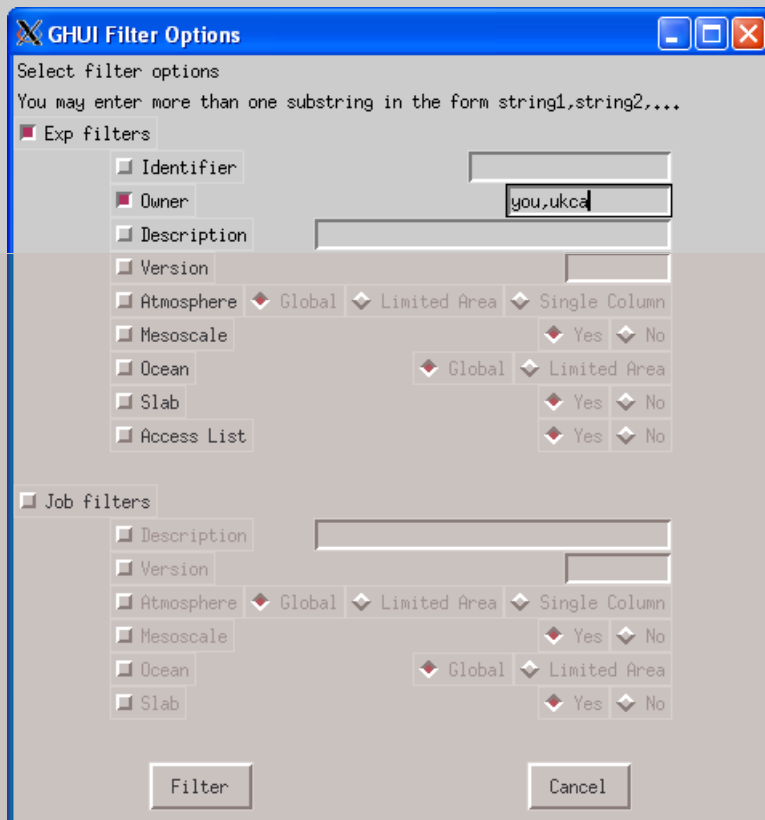 GHUI Filter Options
Select filter options
You may enter more than one substring in the form string1,string2,...
Exp filters
Identifier
Owner you,ukca
Description
Version
Atmosphere Global Limited Area Single Column
Mesoscale Yes No
Ocean Global Limited Area
Slab Yes No
Access List Yes No
Job filters
Description
Version
Atmosphere Global Limited Area Single Column
Mesoscale Yes No
Ocean Global Limited Area
Slab Yes No
Filter Cancel